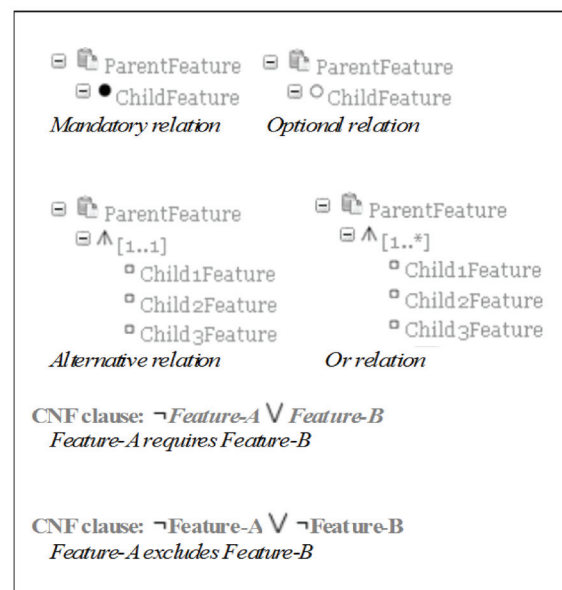 ParentFeature ParentFeature
ChildFeature ChildFeature
Mandatory relation Optional relation
ParentFeature ParentFeature
[1..1] [1..*]
Child1Feature Child1Feature
Child2Feature Child2Feature
Child3Feature Child3Feature
Alternative relation Or relation
CNF clause: ¬Feature-A ∨ Feature-B
Feature-A requires Feature-B
CNF clause: ¬Feature-A ∨ ¬Feature-B
Feature-A excludes Feature-B